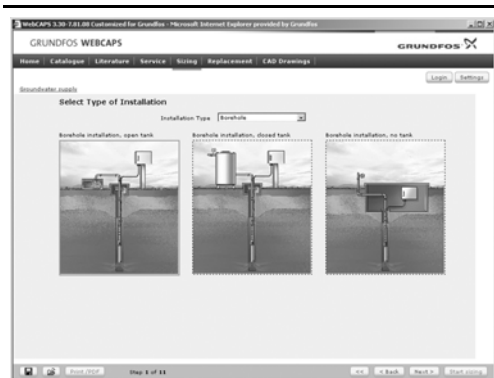 WebCAPS 3.30-7.01.08 Customized for Grundfos - Microsoft Internet Explorer provided by Grundfos
GRUNDFOS WEBCAPS
GRUNDFOS
Home | Catalogue | Literature | Service | Sizing | Replacement | CAD Drawings
Login Settings
Groundwater supply
Select Type of Installation
Installation Type Borehole
Borehole installation, open tank Borehole installation, closed tank Borehole installation, no tank
Print/PDF Step 1 of 11 << < Back Next > Start sizing